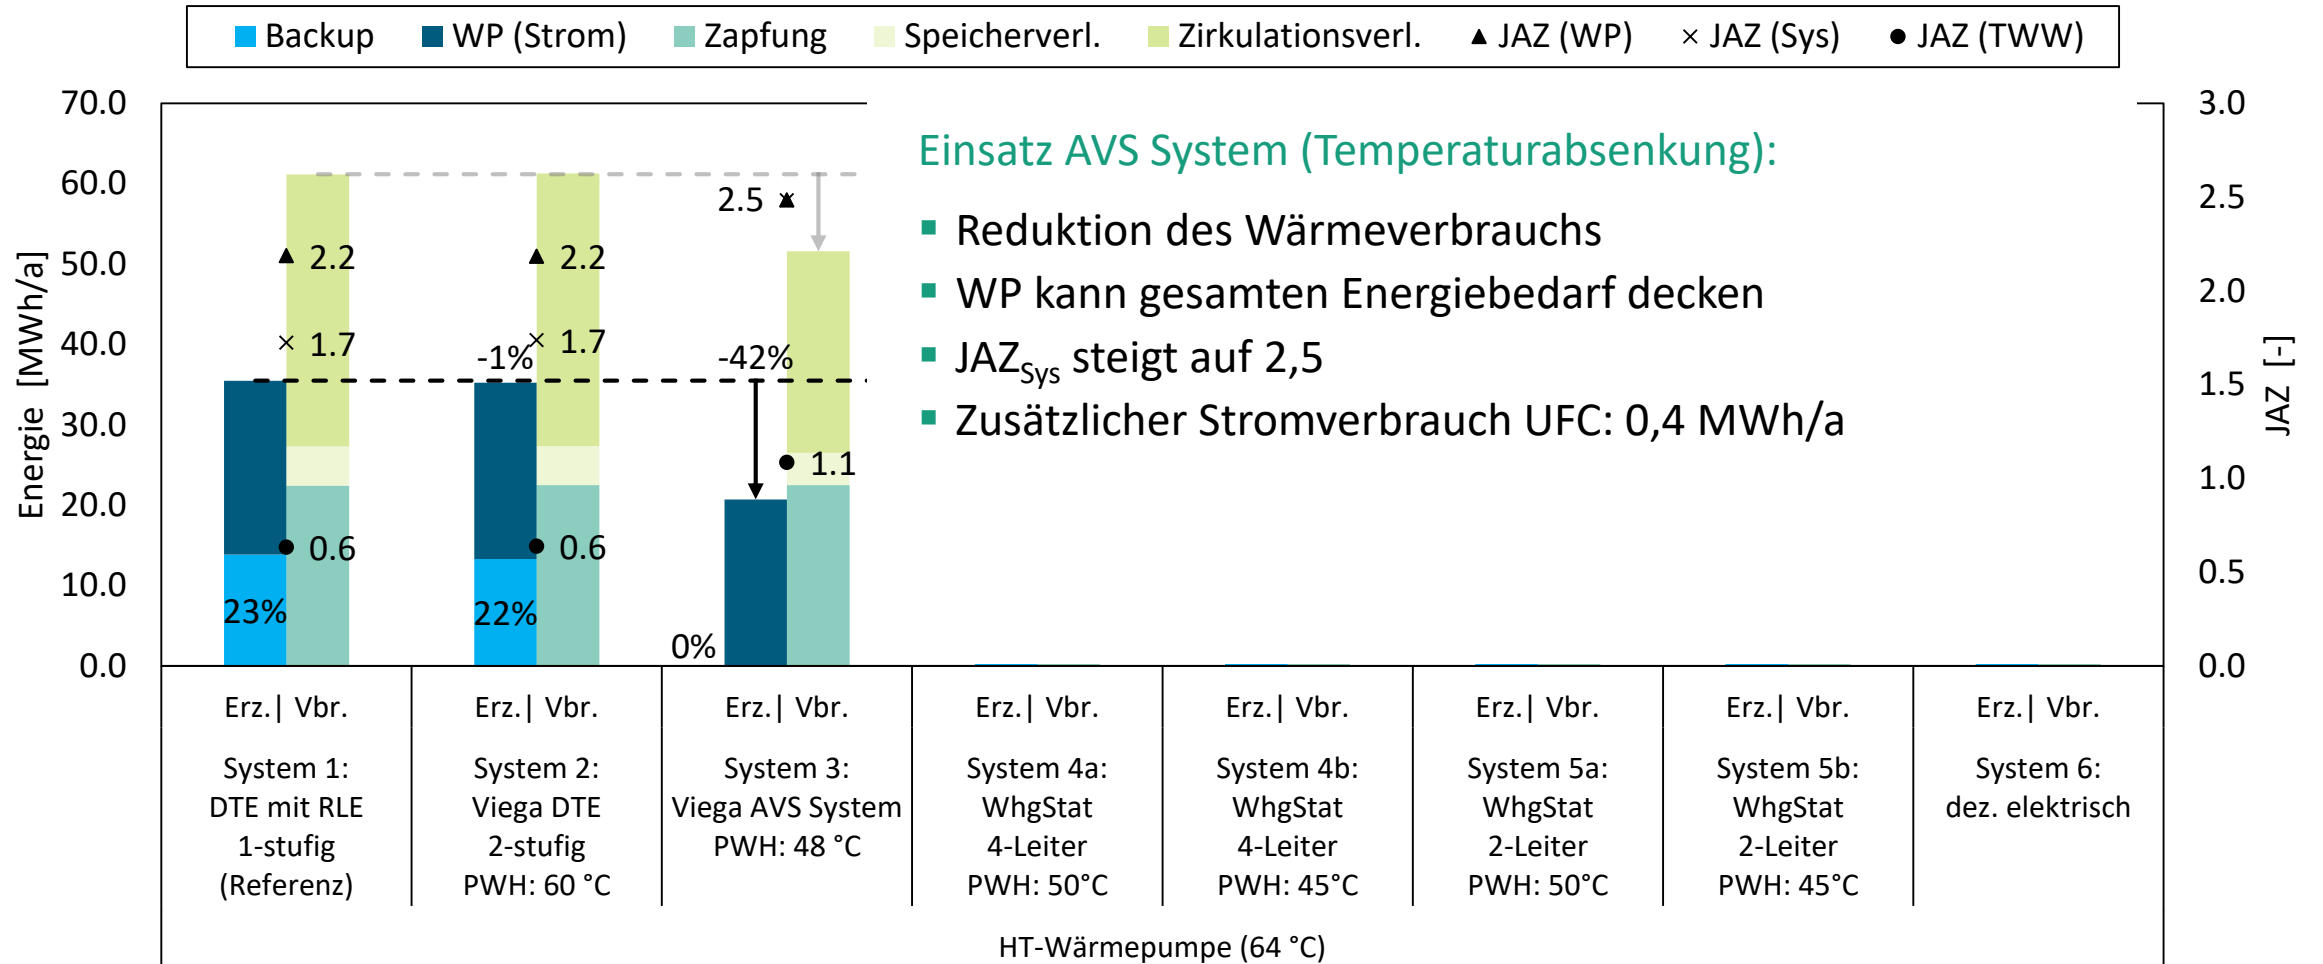 Backup WP (Strom) Zapfung Speicherverl. Zirkulationsverl. JAZ (WP) JAZ (Sys) JAZ (TWW)
Energie [MWh/a]
70.0
60.0
50.0
40.0
30.0
20.0
10.0
0.0
JAZ [-]
3.0
2.5
2.0
1.5
1.0
0.5
0.0
2.2
1.7
0.6
23%
2.2
-1%
1.7
0.6
22%
2.5
-42%
1.1
0%
Einsatz AVS System (Temperaturabsenkung):
▪ Reduktion des Wärmeverbrauchs
▪ WP kann gesamten Energiebedarf decken
▪ JAZSys steigt auf 2,5
▪ Zusätzlicher Stromverbrauch UFC: 0,4 MWh/a
Erz.| Vbr.
System 1:
DTE mit RLE
1-stufig
(Referenz)
Erz.| Vbr.
System 2:
Viega DTE
2-stufig
PWH: 60 °C
Erz.| Vbr.
System 3:
Viega AVS System
PWH: 48 °C
Erz.| Vbr.
System 4a:
WhgStat
4-Leiter
PWH: 50°C
Erz.| Vbr.
System 4b:
WhgStat
4-Leiter
PWH: 45°C
Erz.| Vbr.
System 5a:
WhgStat
2-Leiter
PWH: 50°C
Erz.| Vbr.
System 5b:
WhgStat
2-Leiter
PWH: 45°C
Erz.| Vbr.
System 6:
dez. elektrisch
HT-Wärmepumpe (64 °C)